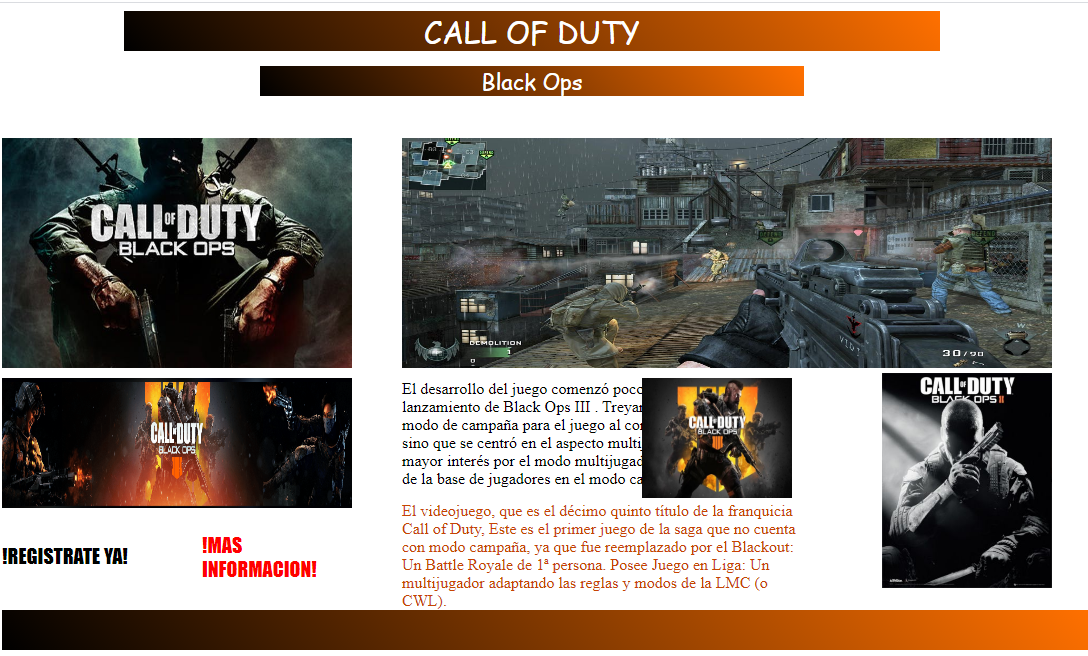 CALL OF DUTY
Black Ops
CALL OF DUTY
BLACK OPS
DEMOLITION
1
0
30/90
CALL OF DUTY
BLACK OPS
IIII
!REGISTRATE YA!
!MAS
INFORMACION!
El desarrollo del juego comenzó poco
lanzamiento de Black Ops III . Treyar
modo de campaña para el juego al co
sino que se centró en el aspecto multi
mayor interés por el modo multijugad
de la base de jugadores en el modo ca
CALL OF DUTY
BLACK OPS
IIII
El videojuego, que es el décimo quinto título de la franquicia
Call of Duty, Este es el primer juego de la saga que no cuenta
con modo campaña, ya que fue reemplazado por el Blackout:
Un Battle Royale de 1ª persona. Posee Juego en Liga: Un
multijugador adaptando las reglas y modos de la LMC (o
CWL).
CALL OF DUTY
BLACK OPS II